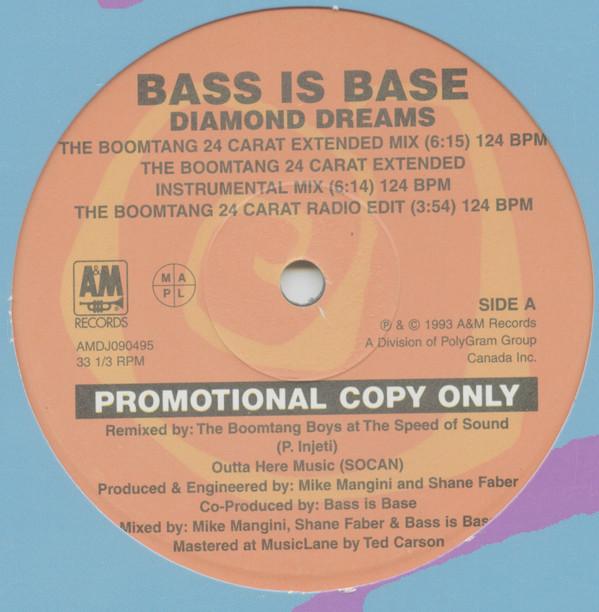 BASS IS BASE
DIAMOND DREAMS
THE BOOMTANG 24 CARAT EXTENDED MIX (6:15) 124 BPM
THE BOOMTANG 24 CARAT EXTENDED
INSTRUMENTAL MIX (6:14) 124 BPM
THE BOOMTANG 24 CARAT RADIO EDIT (3:54) 124 BPM
A&M
RECORDS
M A
P L
AMDJ090495
33 1/3 RPM
SIDE A
℗ & © 1993 A&M Records
A Division of PolyGram Group
Canada Inc.
PROMOTIONAL COPY ONLY
Remixed by: The Boomtang Boys at The Speed of Sound
(P. Injeti)
Outta Here Music (SOCAN)
Produced & Engineered by: Mike Mangini and Shane Faber
Co-Produced by: Bass is Base
Mixed by: Mike Mangini, Shane Faber & Bass is Bas
Mastered at MusicLane by Ted Carson